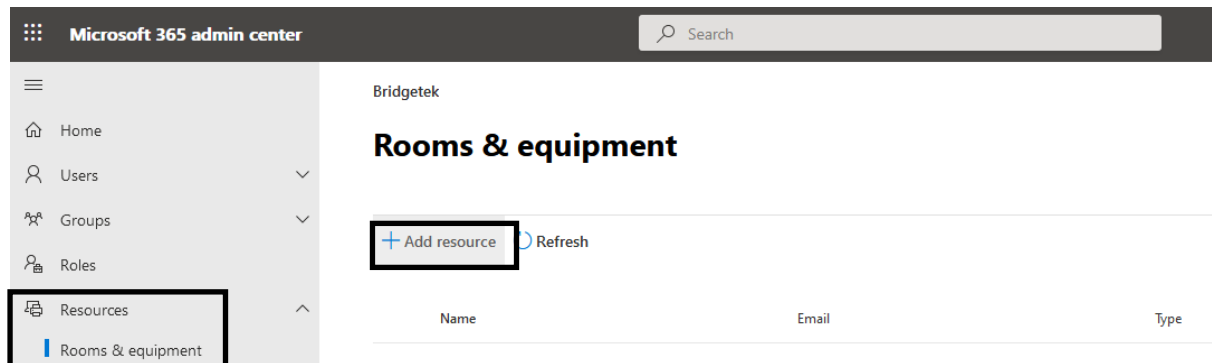 Microsoft 365 admin center
Search
Bridgetek
Home
Rooms & equipment
Users
Groups
+ Add resource
Refresh
Roles
Resources
Name Email Type
Rooms & equipment